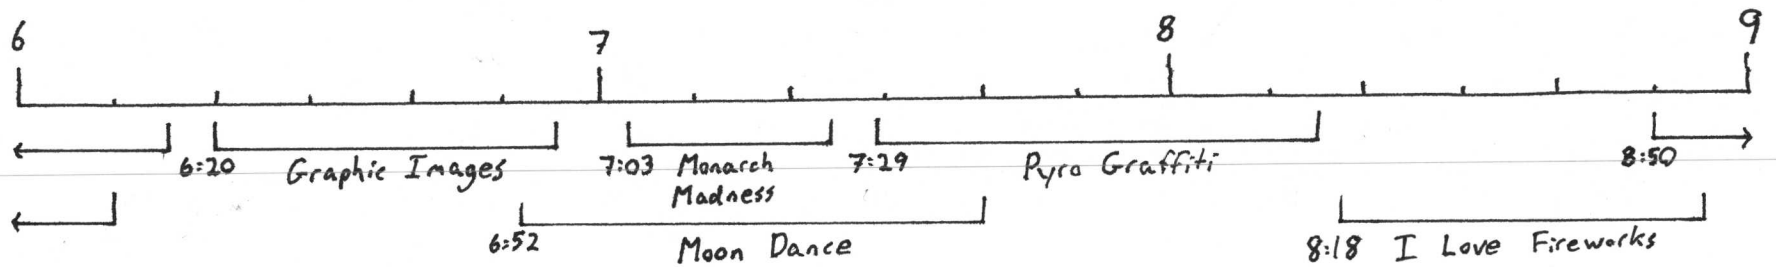 6 7 8 9
6:20 Graphic Images 7:03 Monarch 7:29 Pyro Graffiti 8:50
Madness
6:52 Moon Dance 8:18 I Love Fireworks